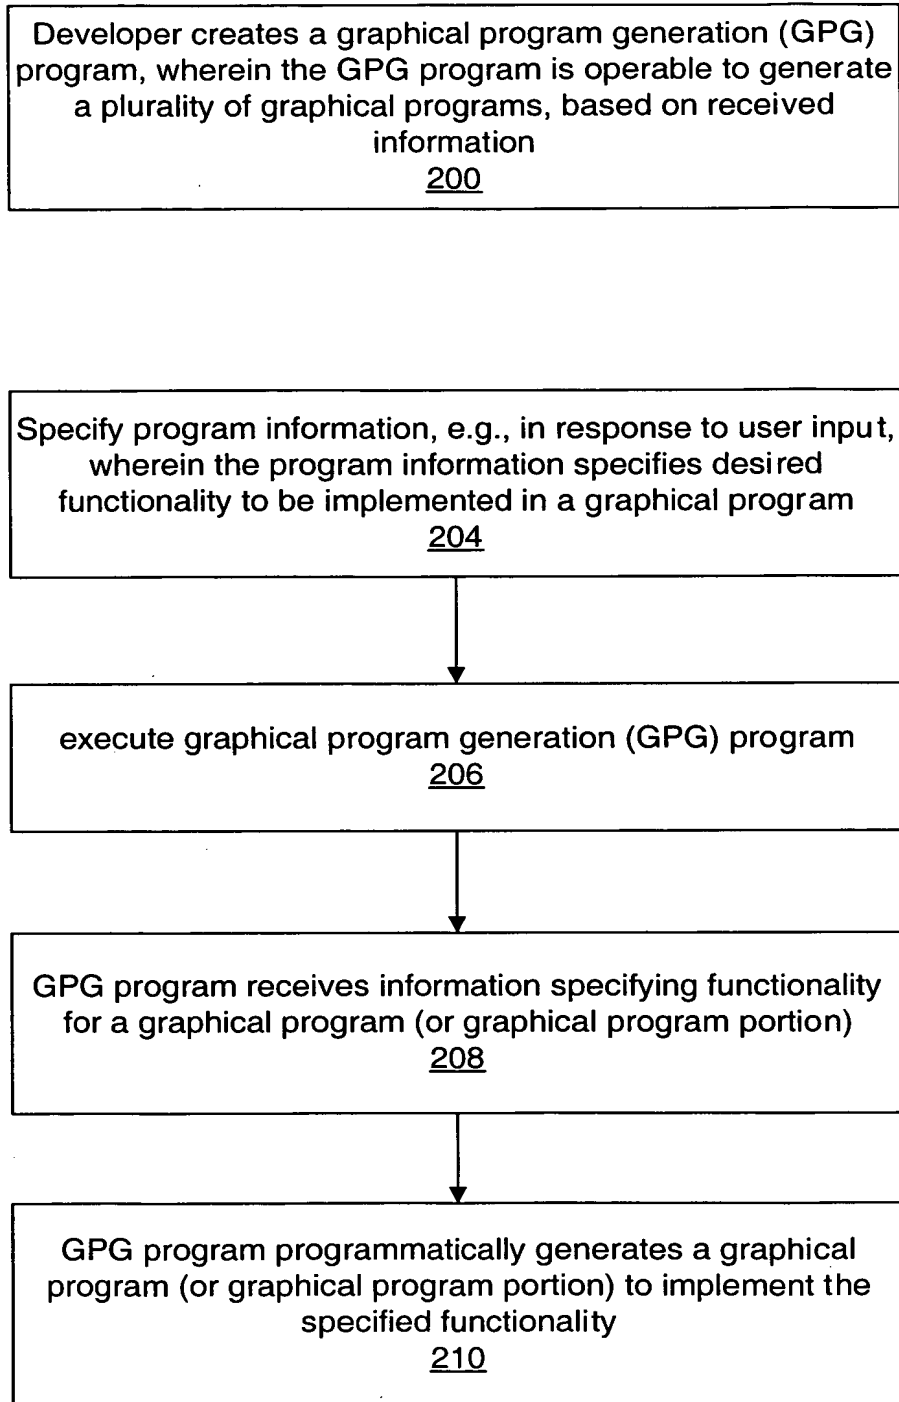 Developer creates a graphical program generation (GPG)
program, wherein the GPG program is operable to generate
a plurality of graphical programs, based on received
information
200
Specify program information, e.g., in response to user input,
wherein the program information specifies desired
functionality to be implemented in a graphical program
204
execute graphical program generation (GPG) program
206
GPG program receives information specifying functionality
for a graphical program (or graphical program portion)
208
GPG program programmatically generates a graphical
program (or graphical program portion) to implement the
specified functionality
210